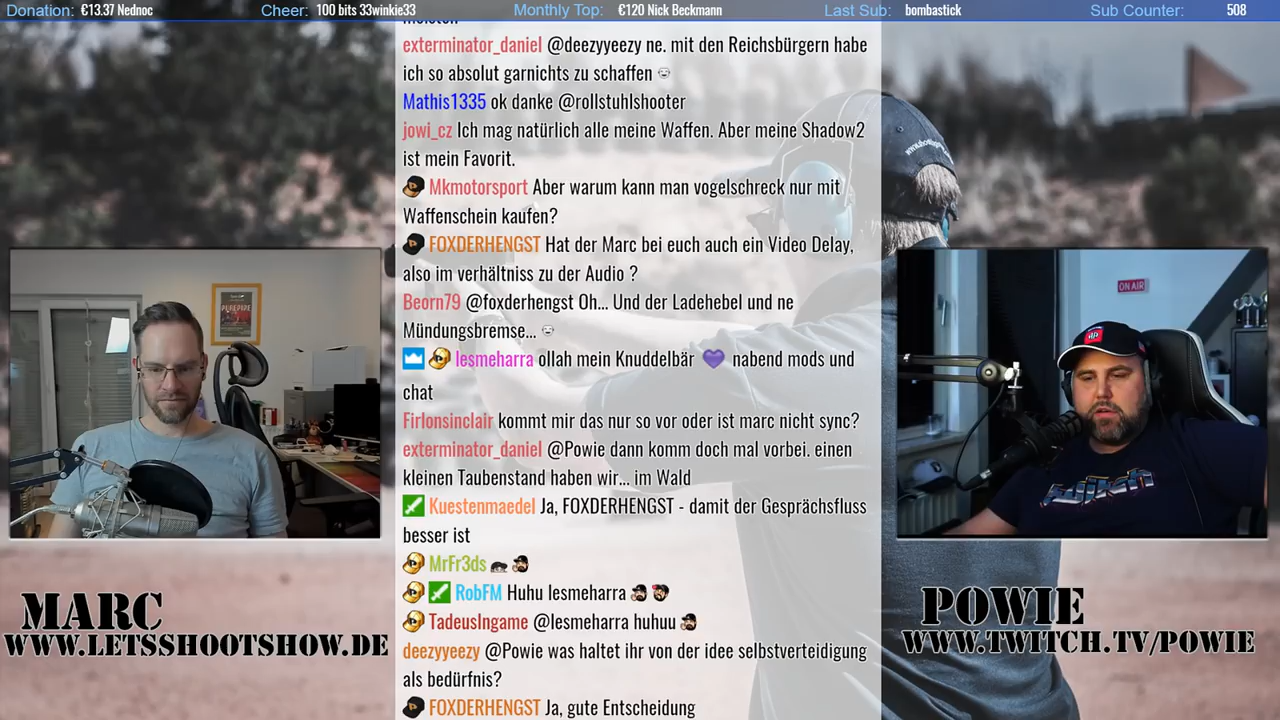 Donation: €13.37 Nednoc Cheer: 100 bits 33winkie33 Monthly Top: €120 Nick Beckmann Last Sub: bombastick Sub Counter: 508
exterminator_daniel @deezyyeezy ne. mit den Reichsbürgern habe
ich so absolut garnichts zu schaffen
Mathis1335 ok danke @rollstuhlshooter
jowi_cz Ich mag natürlich alle meine Waffen. Aber meine Shadow2
ist mein Favorit.
Mkmotorsport Aber warum kann man vogelschreck nur mit
Waffenschein kaufen?
FOXDERHENGST Hat der Marc bei euch auch ein Video Delay,
also im verhältniss zu der Audio ?
Beorn79 @foxderhengst Oh... Und der Ladehebel und ne
Mündungsbremse...
lesmeharra ollah mein Knuddelbär nabend mods und
chat
Firlonsinclair kommt mir das nur so vor oder ist marc nicht sync?
exterminator_daniel @Powie dann komm doch mal vorbei. einen
kleinen Taubenstand haben wir... im Wald
Kuestenmaedel Ja, FOXDERHENGST - damit der Gesprächsfluss
besser ist
MrFr3ds
RobFM Huhu lesmeharra
TadeusIngame @lesmeharra huhuu
deezyyeezy @Powie was haltet ihr von der idee selbstverteidigung
als bedürfnis?
FOXDERHENGST Ja, gute Entscheidung
ON AIR
MARC
WWW.LETSSHOOTSHOW.DE
POWIE
WWW.TWITCH.TV/POWIE